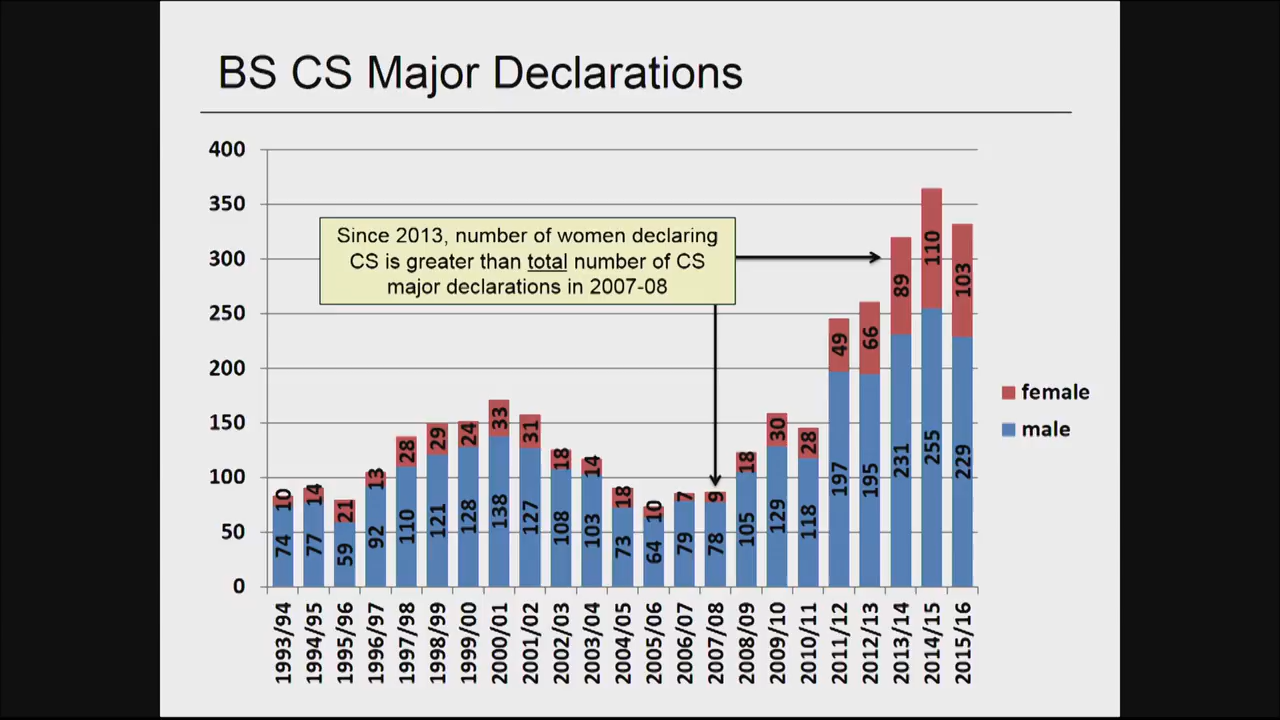 BS CS Major Declarations
400
350
300
250
200
150
100
50
0
Since 2013, number of women declaring
CS is greater than total number of CS
major declarations in 2007-08
10 14 21 13 28 29 24 33 31 18 14 18 10 7 9 18 30 28 49 66 89 110 103
74 77 59 92 110 121 128 138 127 108 103 73 64 79 78 105 129 118 197 195 231 255 229
female
male
1993/94 1994/95 1995/96 1996/97 1997/98 1998/99 1999/00 2000/01 2001/02 2002/03 2003/04 2004/05 2005/06 2006/07 2007/08 2008/09 2009/10 2010/11 2011/12 2012/13 2013/14 2014/15 2015/16